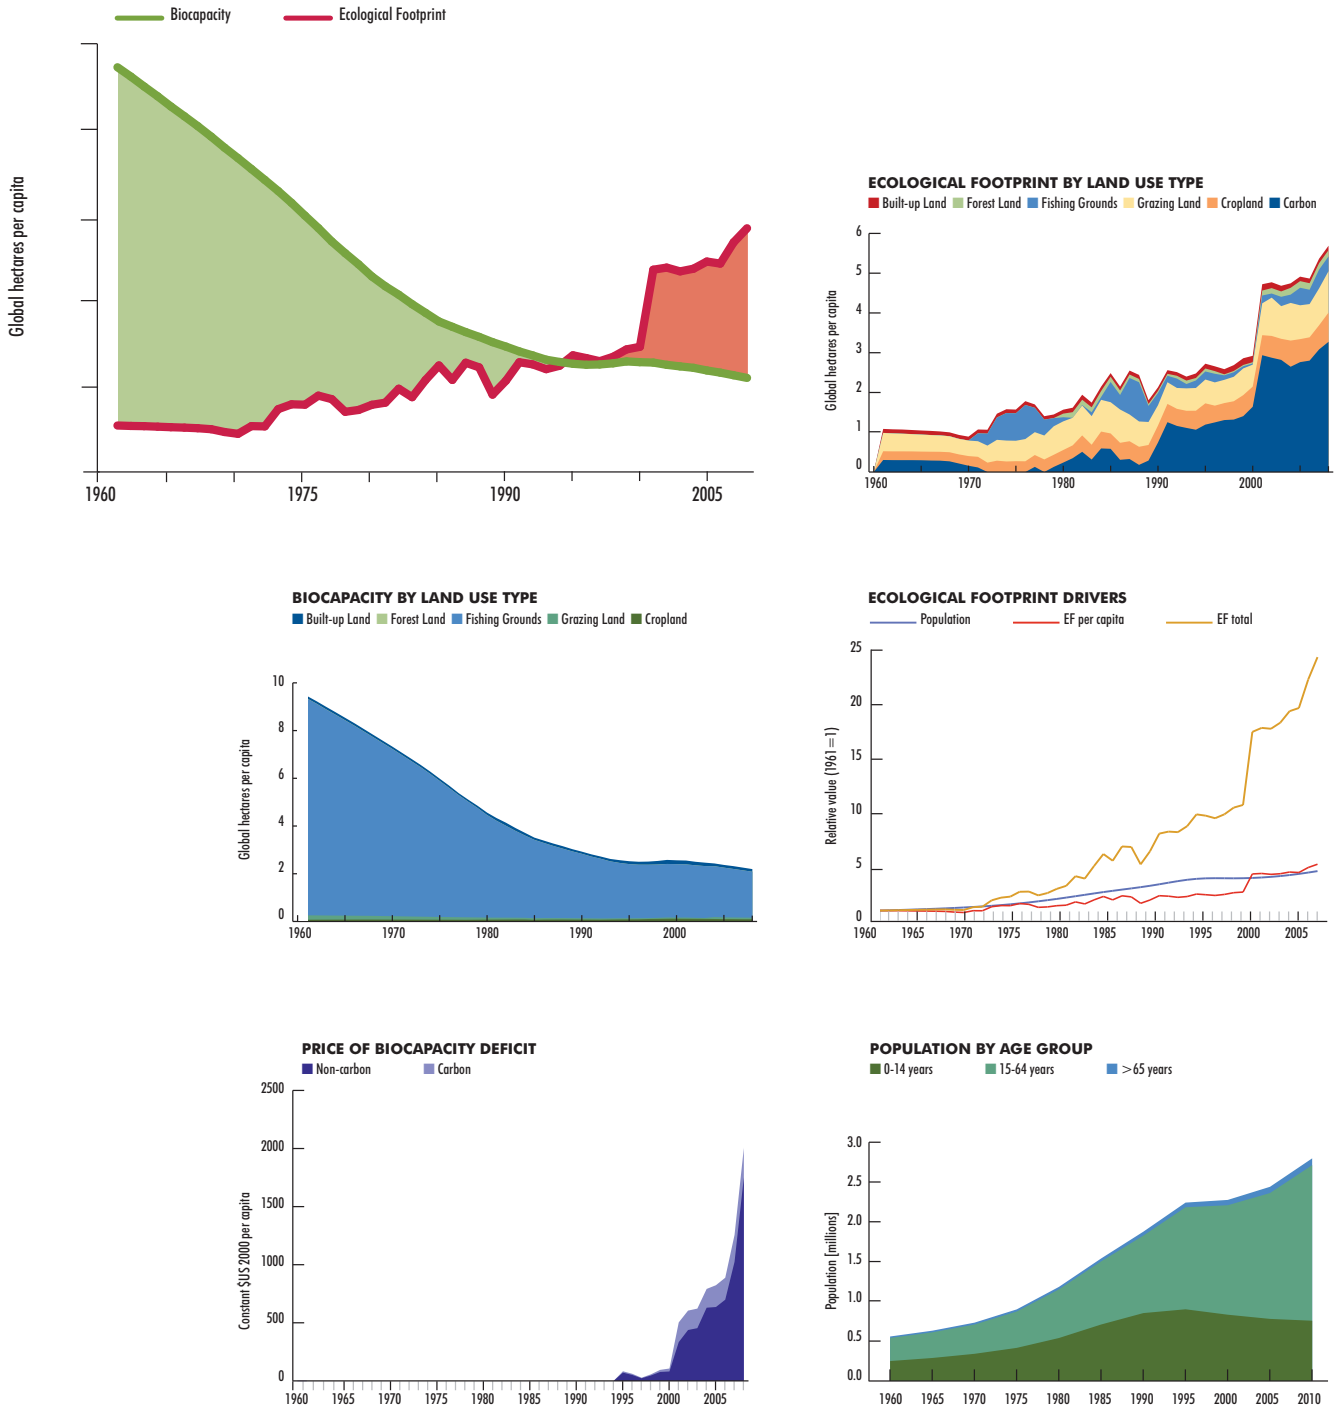 Biocapacity Ecological Footprint
Global hectares per capita
1960 1975 1990 2005
ECOLOGICAL FOOTPRINT BY LAND USE TYPE
Built-up Land Forest Land Fishing Grounds Grazing Land Cropland Carbon
Global hectares per capita
6
5
4
3
2
1
0
1960 1970 1980 1990 2000
BIOCAPACITY BY LAND USE TYPE
Built-up Land Forest Land Fishing Grounds Grazing Land Cropland
Global hectares per capita
10
8
6
4
2
0
1960 1970 1980 1990 2000
ECOLOGICAL FOOTPRINT DRIVERS
Population EF per capita EF total
Relative value (1961=1)
25
20
15
10
5
0
1960 1965 1970 1975 1980 1985 1990 1995 2000 2005
PRICE OF BIOCAPACITY DEFICIT
Non-carbon Carbon
Constant $US 2000 per capita
2500
2000
1500
1000
500
0
1960 1965 1970 1975 1980 1985 1990 1995 2000 2005
POPULATION BY AGE GROUP
0-14 years 15-64 years >65 years
Population [millions]
3.0
2.5
2.0
1.5
1.0
0.5
0.0
1960 1965 1970 1975 1980 1985 1990 1995 2000 2005 2010